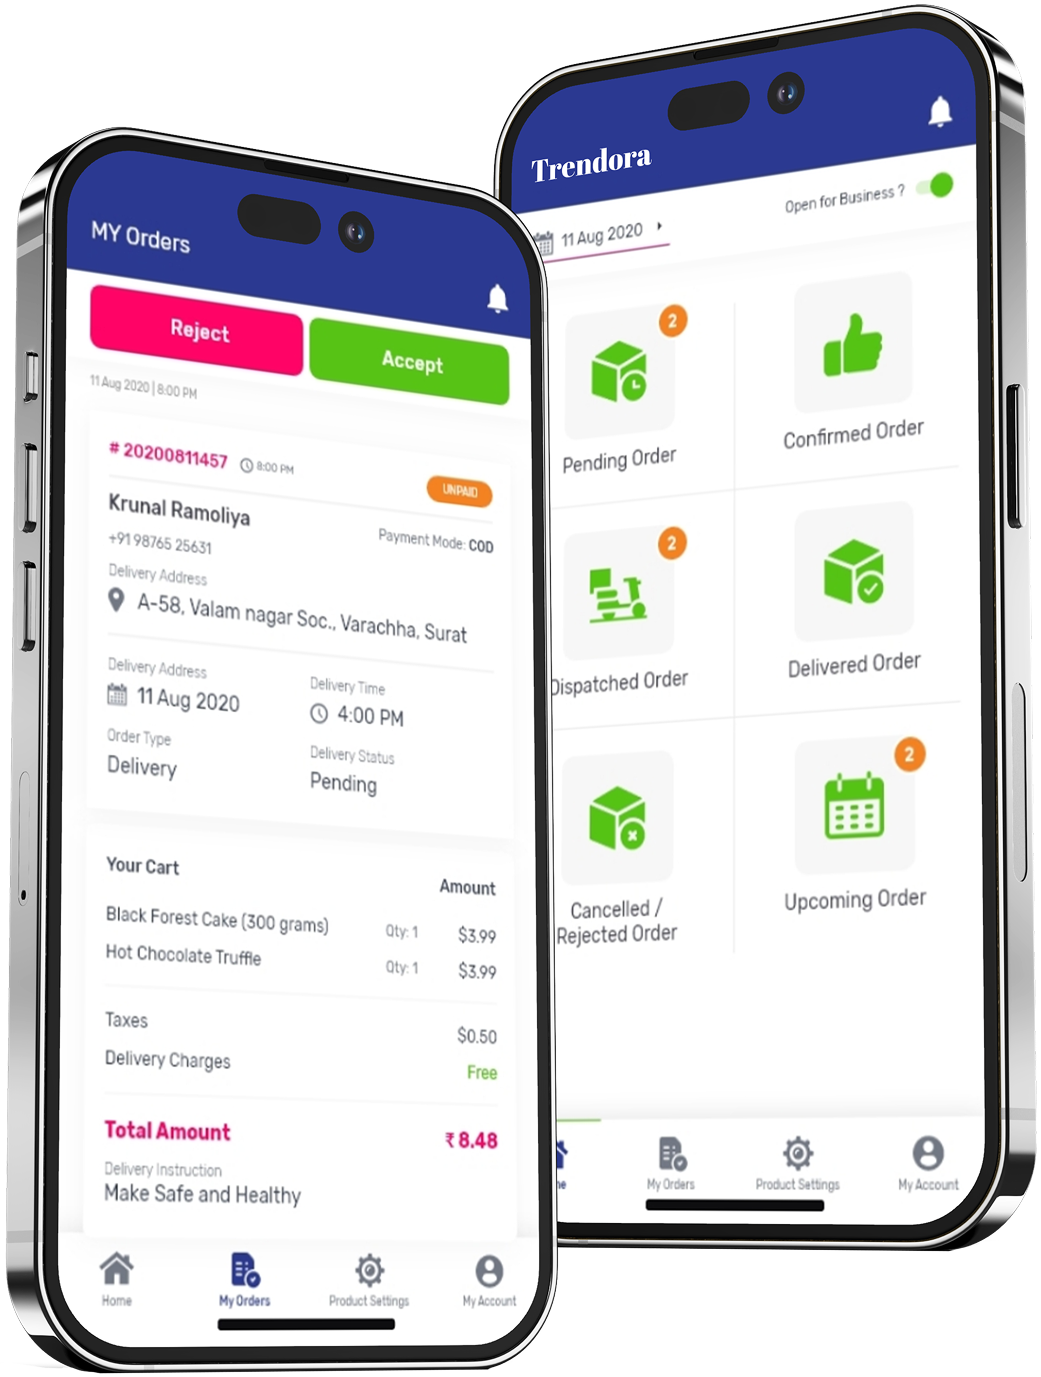 MY Orders
Reject
Accept
11 Aug 2020 | 8:00 PM
# 20200811457
8:00 PM
UNPAID
Krunal Ramoliya
+91 98765 25631
Payment Mode: COD
Delivery Address
A-58, Valam nagar Soc., Varachha, Surat
Delivery Address
11 Aug 2020
Delivery Time
4:00 PM
Order Type
Delivery
Delivery Status
Pending
Your Cart
Amount
Black Forest Cake (300 grams)
Qty: 1
$3.99
Hot Chocolate Truffle
Qty: 1
$3.99
Taxes
$0.50
Delivery Charges
Free
Total Amount
₹ 8.48
Delivery Instruction
Make Safe and Healthy
Home
My Orders
Product Settings
My Account
Trendora
11 Aug 2020
Open for Business ?
2
Pending Order
Confirmed Order
2
Dispatched Order
Delivered Order
Cancelled /
Rejected Order
2
Upcoming Order
me
My Orders
Product Settings
My Account